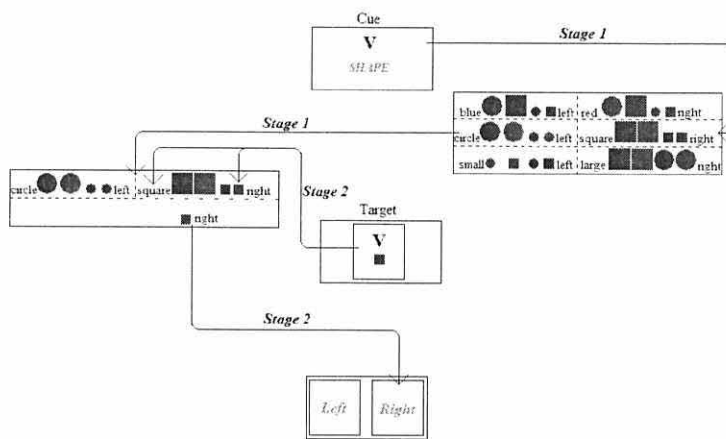 Cue
V
SHAPE
Stage 1
blue left red right
circle left square right
small left large right
Stage 1
circle left square right
right
Stage 2
Target
V
Stage 2
Left Right